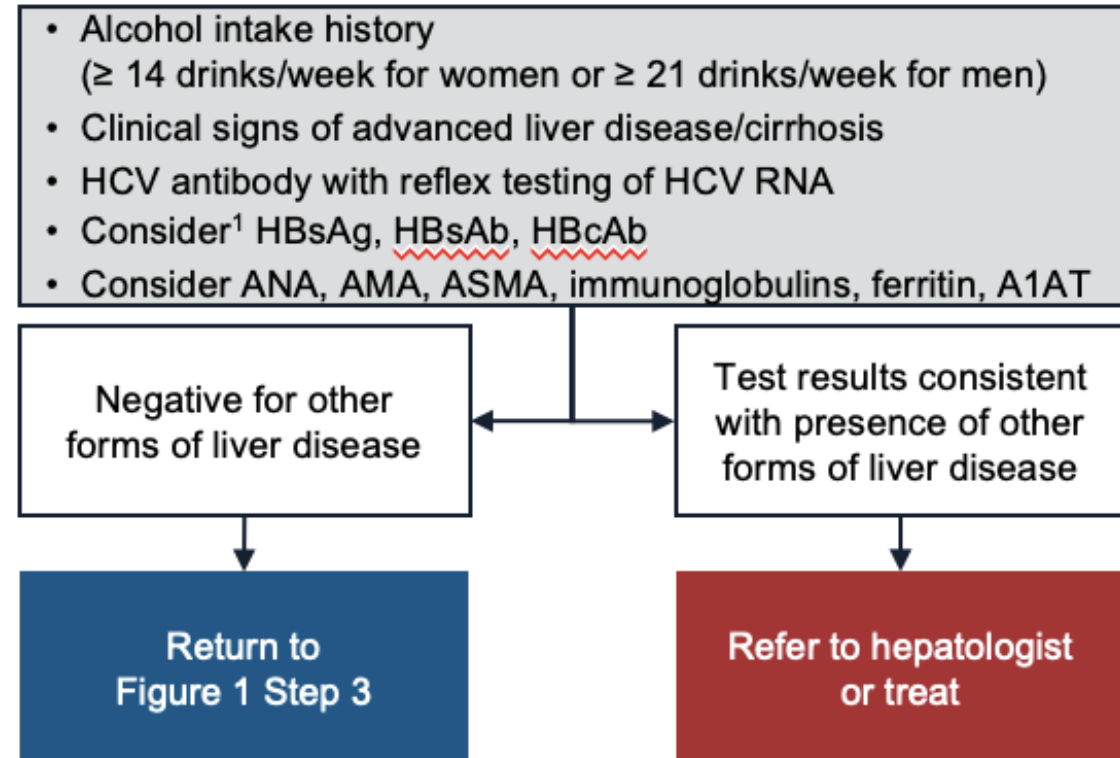 • Alcohol intake history
(≥ 14 drinks/week for women or ≥ 21 drinks/week for men)
• Clinical signs of advanced liver disease/cirrhosis
• HCV antibody with reflex testing of HCV RNA
• Consider¹ HBsAg, HBsAb, HBcAb
• Consider ANA, AMA, ASMA, immunoglobulins, ferritin, A1AT
Negative for other
forms of liver disease
Test results consistent
with presence of other
forms of liver disease
Return to
Figure 1 Step 3
Refer to hepatologist
or treat